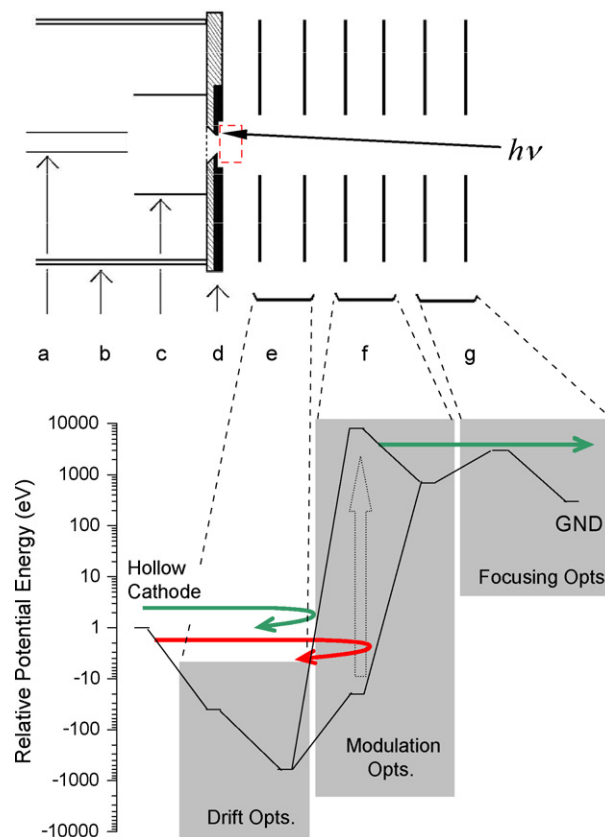 hν
a b c d e f g
10000
1000
100
10
1
-10
-100
-1000
-10000
Relative Potential Energy (eV)
Hollow
Cathode
GND
Focusing Opts.
Modulation
Opts.
Drift Opts.